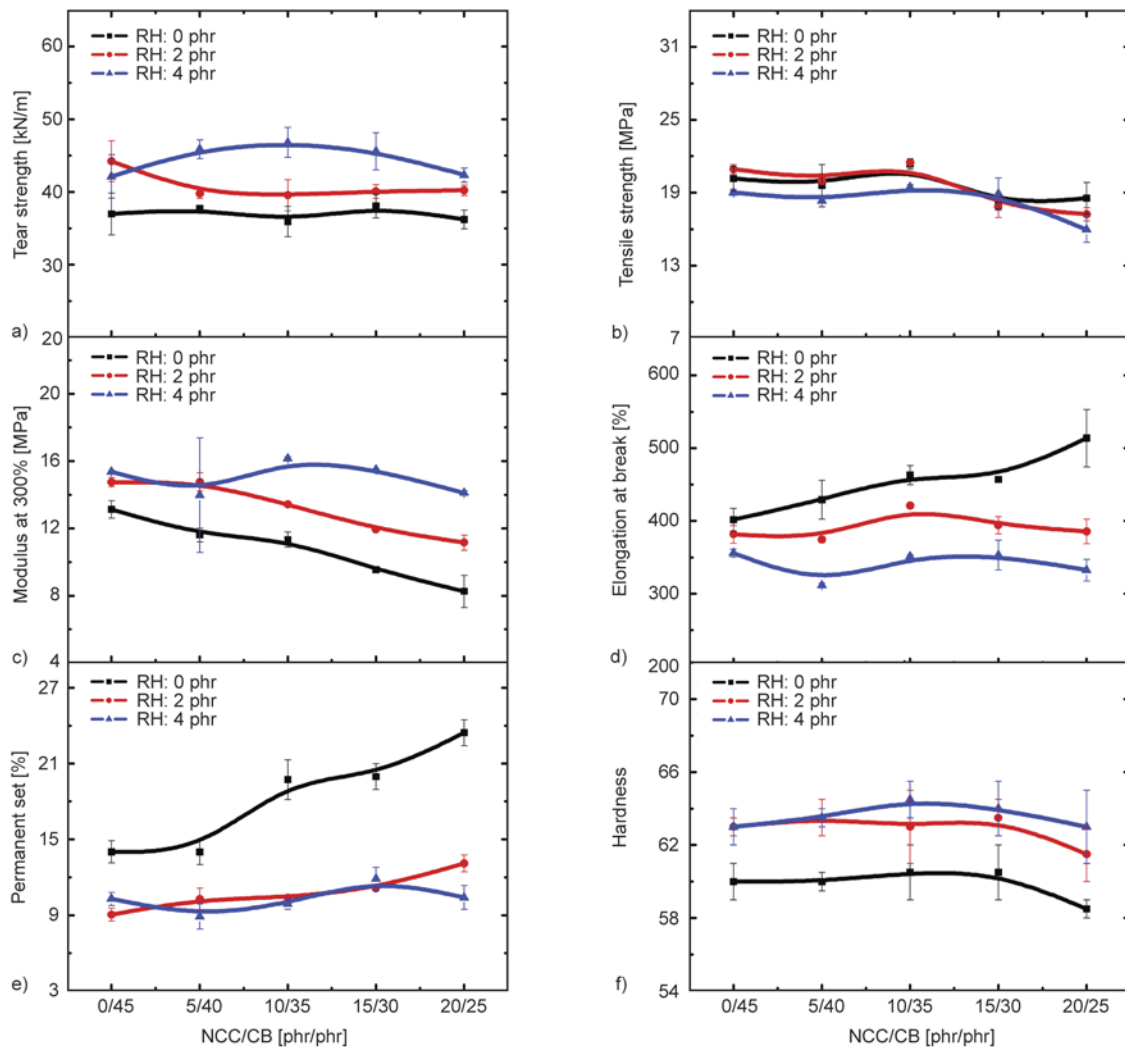 60
50
40
30
20
Tear strength [kN/m]
RH: 0 phr
RH: 2 phr
RH: 4 phr
a)
31
25
19
13
7
Tensile strength [MPa]
RH: 0 phr
RH: 2 phr
RH: 4 phr
b)
20
16
12
8
4
Modulus at 300% [MPa]
RH: 0 phr
RH: 2 phr
RH: 4 phr
c)
600
500
400
300
200
Elongation at break [%]
RH: 0 phr
RH: 2 phr
RH: 4 phr
d)
27
21
15
9
3
Permanent set [%]
RH: 0 phr
RH: 2 phr
RH: 4 phr
e)
0/45 5/40 10/35 15/30 20/25
NCC/CB [phr/phr]
70
66
62
58
54
Hardness
RH: 0 phr
RH: 2 phr
RH: 4 phr
f)
0/45 5/40 10/35 15/30 20/25
NCC/CB [phr/phr]